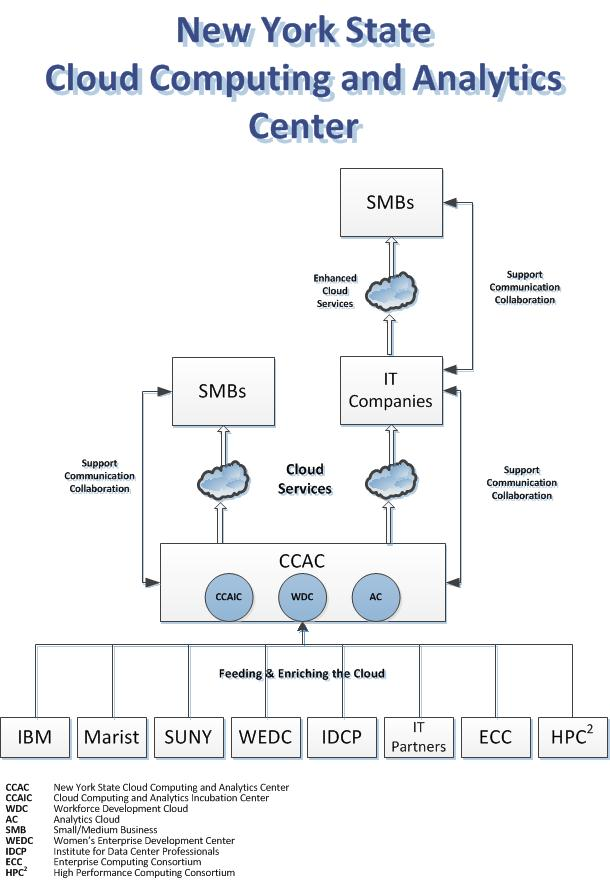 New York State
Cloud Computing and Analytics
Center
SMBs
Enhanced
Cloud
Services
Support
Communication
Collaboration
SMBs
IT
Companies
Support
Communication
Collaboration
Cloud
Services
Support
Communication
Collaboration
CCAC
CCAIC
WDC
AC
Feeding & Enriching the Cloud
IBM
Marist
SUNY
WEDC
IDCP
IT
Partners
ECC
HPC²
CCAC New York State Cloud Computing and Analytics Center
CCAIC Cloud Computing and Analytics Incubation Center
WDC Workforce Development Cloud
AC Analytics Cloud
SMB Small/Medium Business
WEDC Women's Enterprise Development Center
IDCP Institute for Data Center Professionals
ECC Enterprise Computing Consortium
HPC² High Performance Computing Consortium